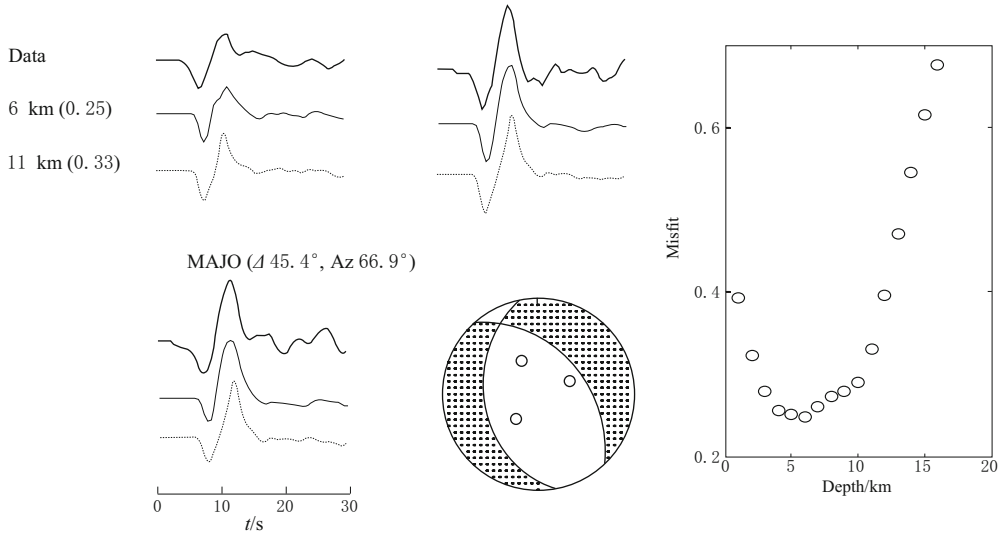 Data
6 km (0.25)
11 km (0.33)
MAJO (Δ 45.4°, Az 66.9°)
0 10 20 30
t/s
Misfit
0.6
0.4
0.2
0 5 10 15 20
Depth/km